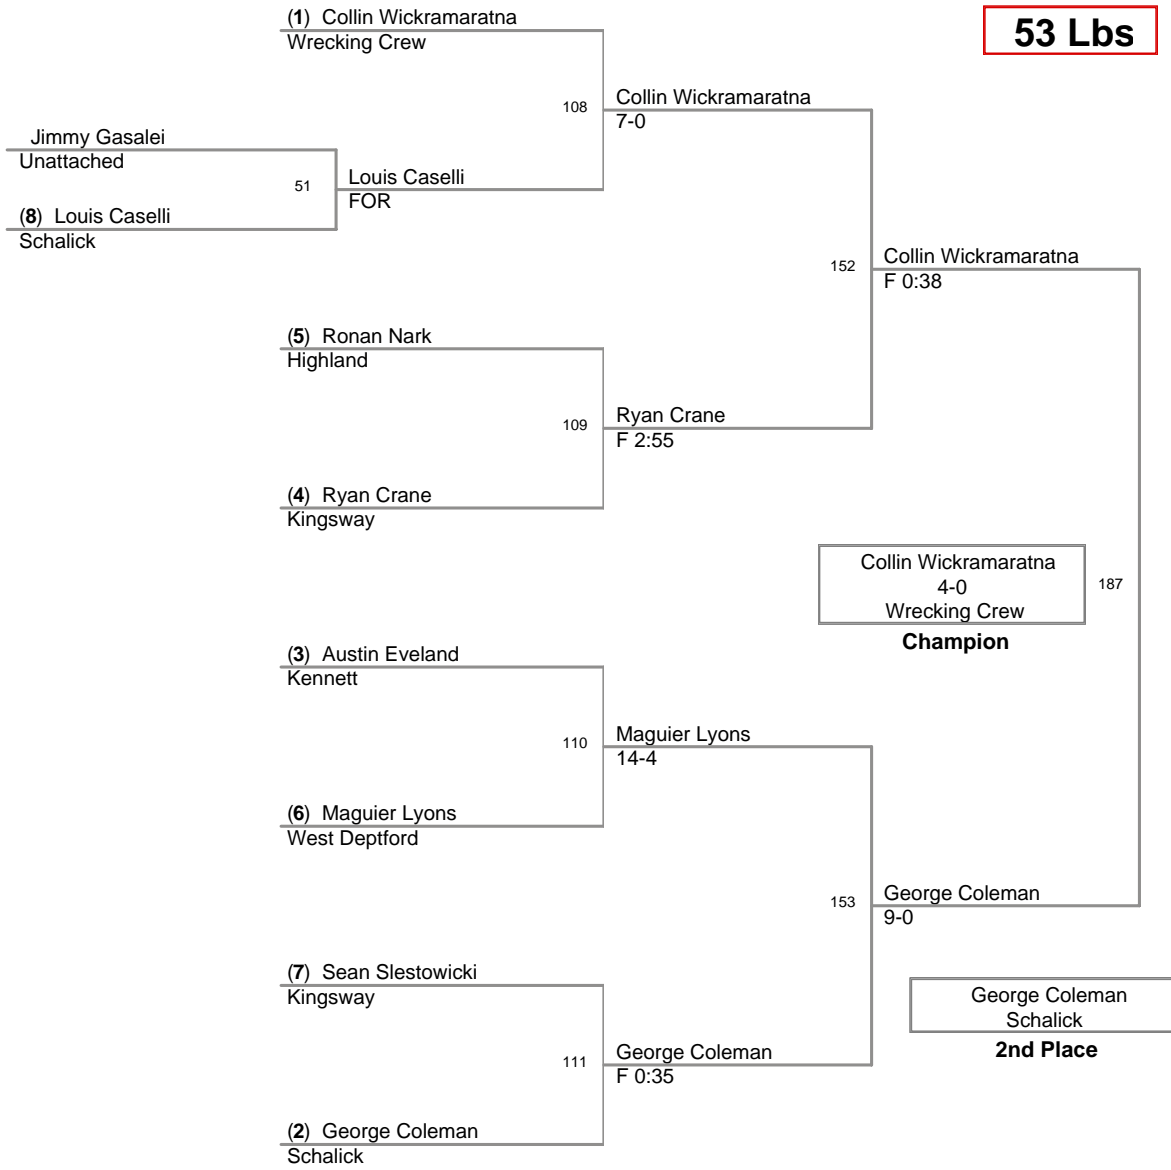 53 Lbs
(1) Collin Wickramaratna
Wrecking Crew
108
Collin Wickramaratna
7-0
Jimmy Gasalei
Unattached
51
Louis Caselli
FOR
(8) Louis Caselli
Schalick
152
Collin Wickramaratna
F 0:38
(5) Ronan Nark
Highland
109
Ryan Crane
F 2:55
(4) Ryan Crane
Kingsway
Collin Wickramaratna
4-0
Wrecking Crew
187
Champion
(3) Austin Eveland
Kennett
110
Maguier Lyons
14-4
(6) Maguier Lyons
West Deptford
153
George Coleman
9-0
(7) Sean Slestowicki
Kingsway
George Coleman
Schalick
2nd Place
111
George Coleman
F 0:35
(2) George Coleman
Schalick